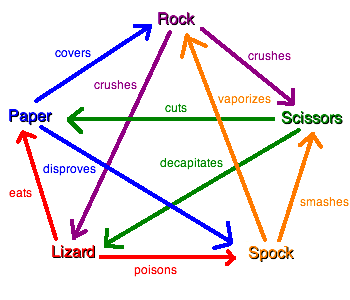 Rock
covers
crushes
crushes
vaporizes
Paper
cuts
Scissors
disproves
decapitates
eats
smashes
Lizard
Spock
poisons